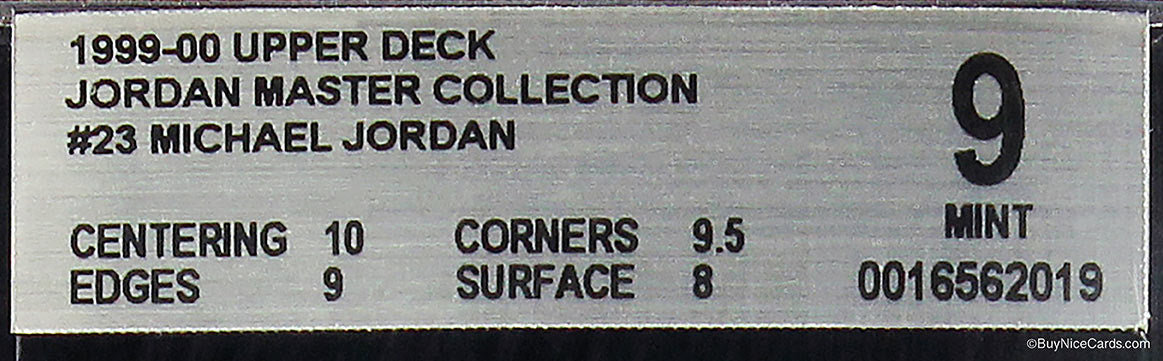 1999-00 UPPER DECK
JORDAN MASTER COLLECTION
#23 MICHAEL JORDAN
9
MINT
CENTERING 10 CORNERS 9.5
EDGES 9 SURFACE 8
0016562019
©BuyNiceCards.com